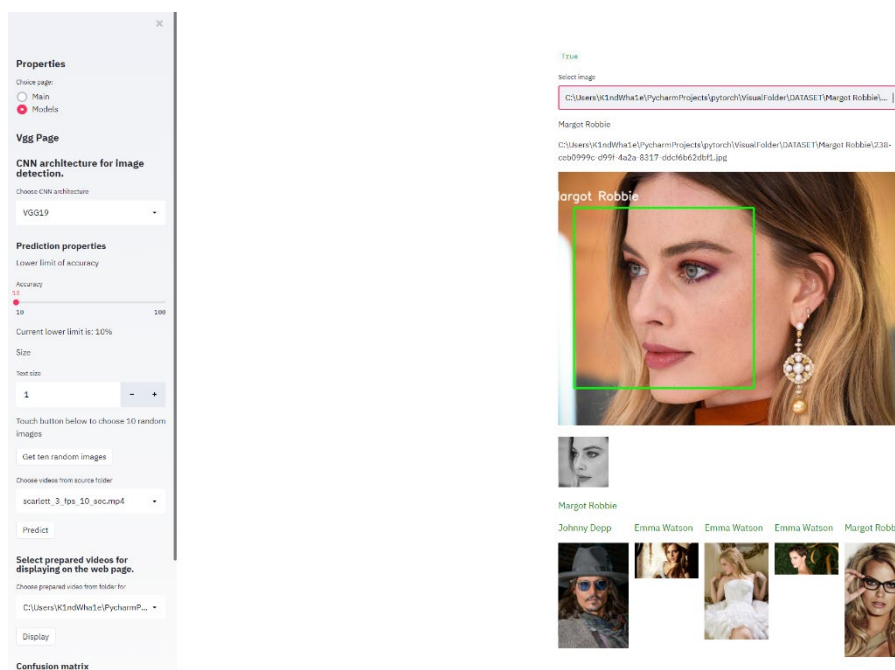 ×
Properties
Choice page:
Main
Models
Vgg Page
CNN architecture for image
detection.
Choose CNN architecture
VGG19
Prediction properties
Lower limit of accuracy
Accuracy
10
10 100
Current lower limit is: 10%
Size
Text size
1 - +
Touch button below to choose 10 random
images
Get ten random images
Choose videos from source folder
scarlett_3_fps_10_sec.mp4
Predict
Select prepared videos for
displaying on the web page.
Choose prepared video from folder for
C:\Users\K1ndWha1e\PycharmP...
Display
Confusion matrix
True
Select image
C:\Users\K1ndWha1e\PycharmProjects\pytorch\VisualFolder\DATASET\Margot Robbie\...
Margot Robbie
C:\Users\K1ndWha1e\PycharmProjects\pytorch\VisualFolder\DATASET\Margot Robbie\238-
ceb0999c-d99f-4a2a-8317-ddcf6b62dbf1.jpg
argot Robbie
Margot Robbie
Johnny Depp Emma Watson Emma Watson Emma Watson Margot Robb